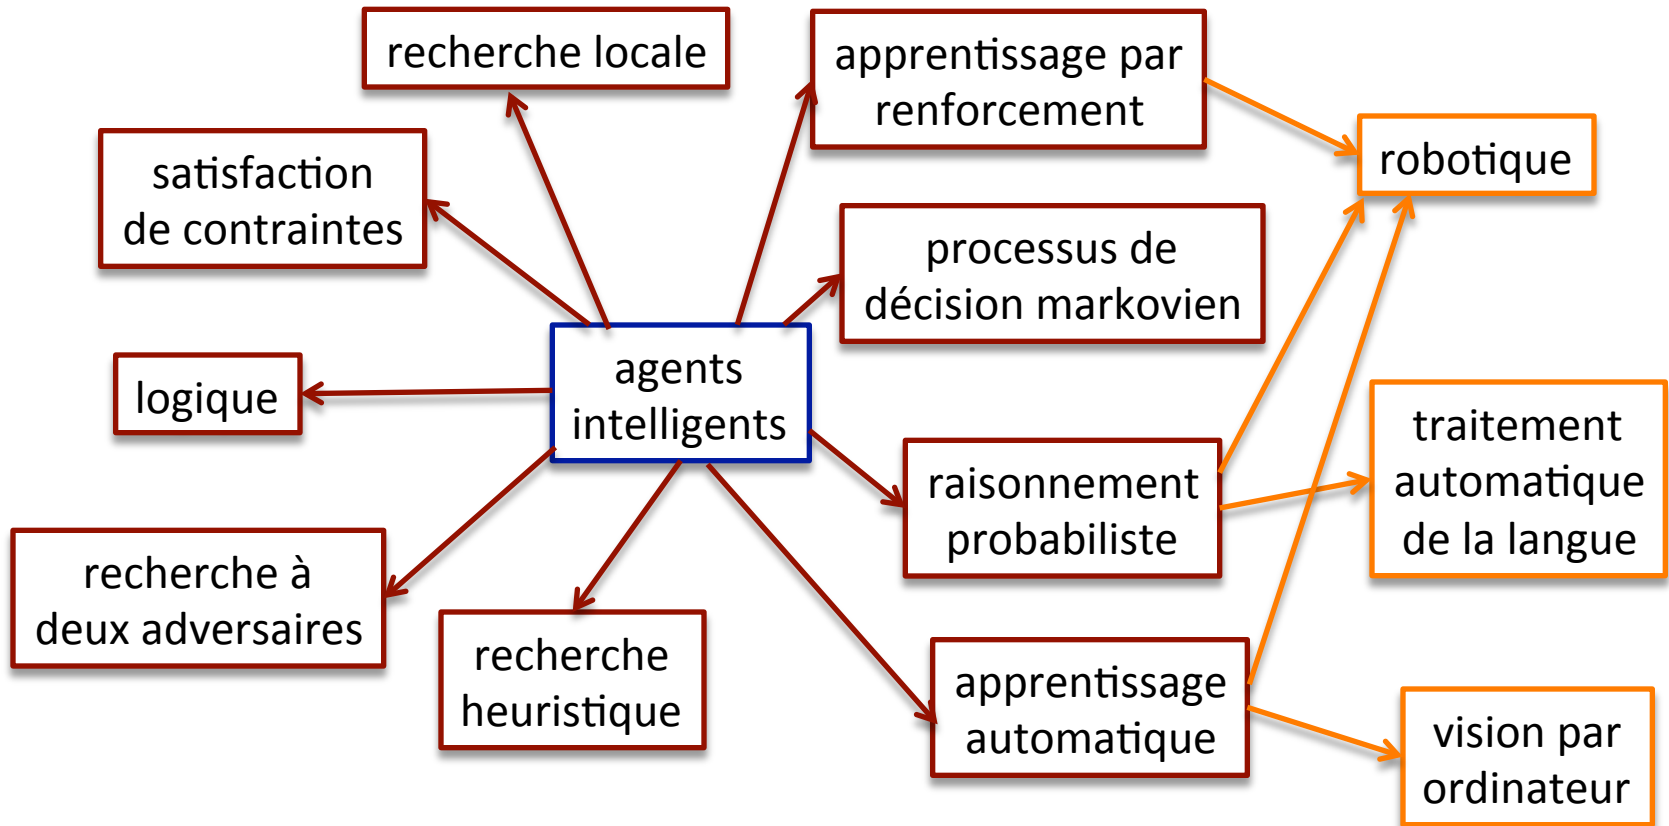 recherche locale
apprentissage par
renforcement
robotique
satisfaction
de contraintes
processus de
décision markovien
logique
agents
intelligents
traitement
automatique
de la langue
raisonnement
probabiliste
recherche à
deux adversaires
recherche
heuristique
apprentissage
automatique
vision par
ordinateur